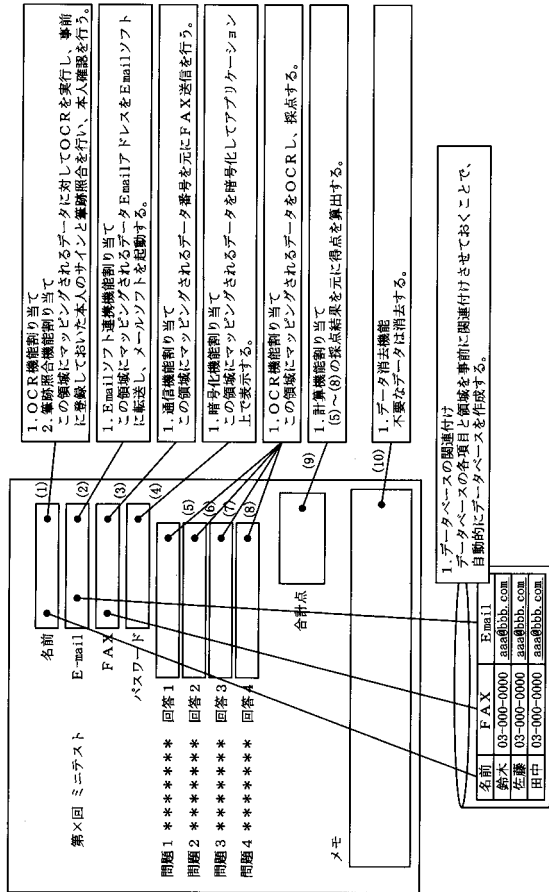 第×回 ミニテスト
名前
(1)
E-mail
(2)
FAX
(3)
パスワード
(4)
問題1 ******** 回答1
(5)
問題2 ******** 回答2
(6)
問題3 ******** 回答3
(7)
問題4 ******** 回答4
(8)
合計点
(9)
メモ
(10)
1. OCR機能割り当て
2. 筆跡照合機能割り当て
この領域にマッピングされるデータに対してOCRを実行し、事前
に登録しておいた本人のサインと筆跡照合を行い、本人確認を行う。
1. Emailソフト連携機能割り当て
この領域にマッピングされるデータEmailアドレスをEmailソフト
に転送し、メールソフトを起動する。
1. 通信機能割り当て
この領域にマッピングされるデータ番号を元にFAX送信を行う。
1. 暗号化機能割り当て
この領域にマッピングされるデータを暗号化してアプリケーション
上で表示する。
1. OCR機能割り当て
この領域にマッピングされるデータをOCRし、採点する。
1. 計算機能割り当て
(5)~(8)の採点結果を元に得点を算出する。
1. データ消去機能
不要なデータは消去する。
1. データベースの関連付け
データベースの各項目と領域を事前に関連付けさせておくことで、
自動的にデータベースを作成する。
名前 FAX Email
鈴木 03-000-0000 aaa@bbb.com
佐藤 03-000-0000 aaa@bbb.com
田中 03-000-0000 aaa@bbb.com